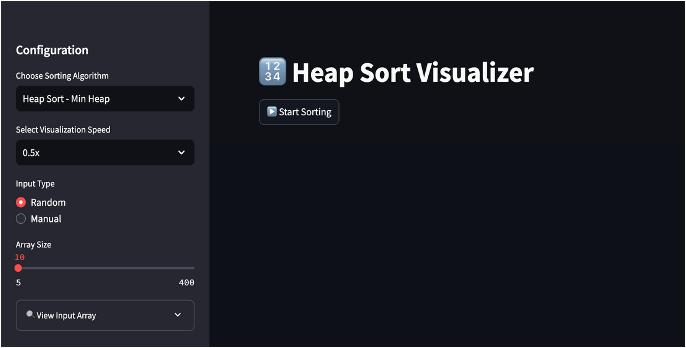 Configuration
Choose Sorting Algorithm
Heap Sort - Min Heap
Select Visualization Speed
0.5x
Input Type
Random
Manual
Array Size
10
5 400
View Input Array
1234 Heap Sort Visualizer
Start Sorting